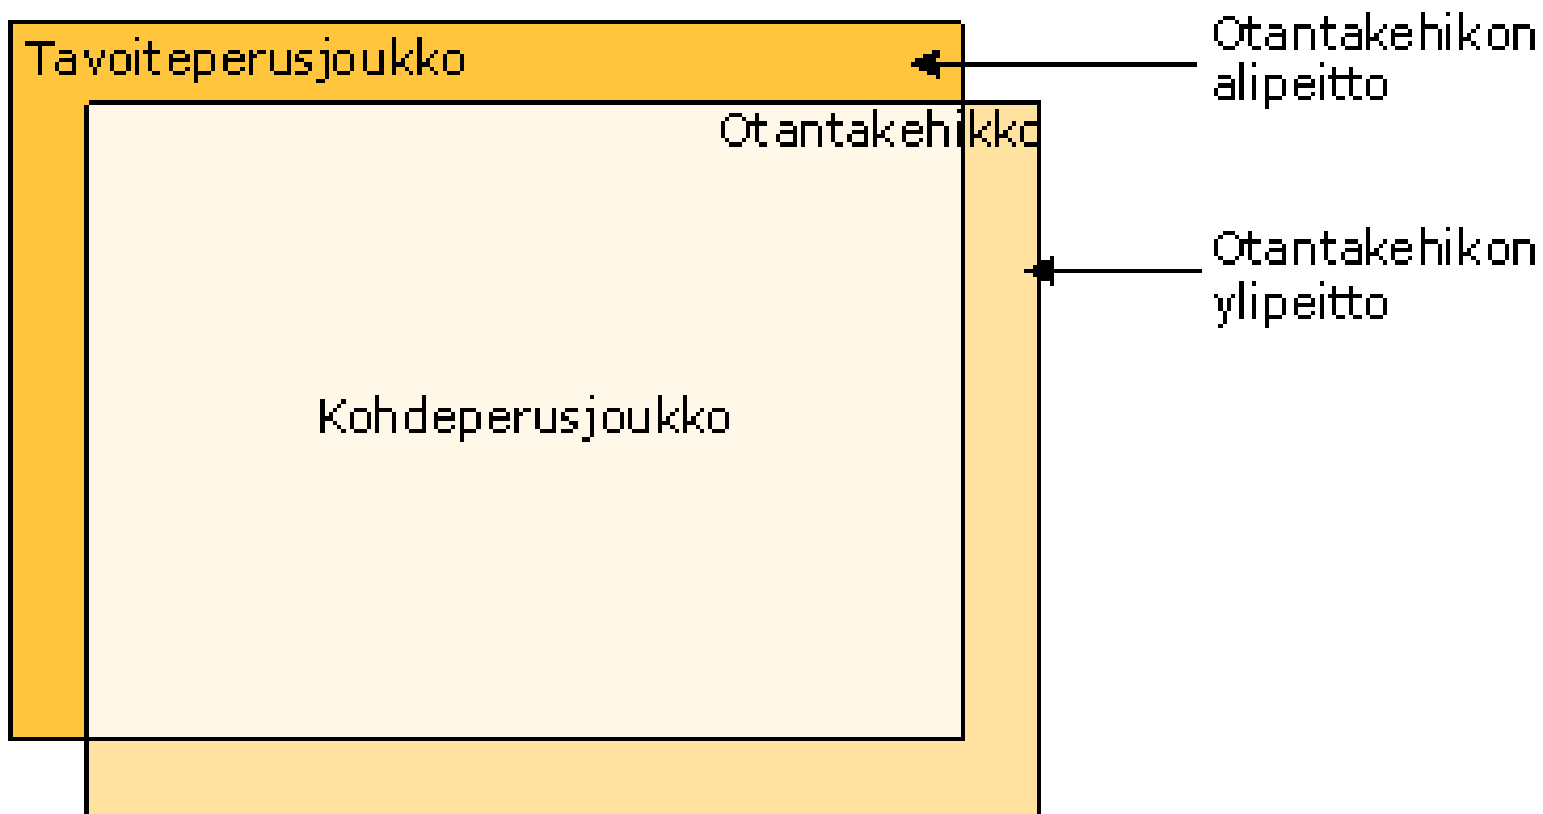 Tavoiteperusjoukko
Otantakehikon
alipeitto
Otantakehikko
Otantakehikon
ylipeitto
Kohdeperusjoukko